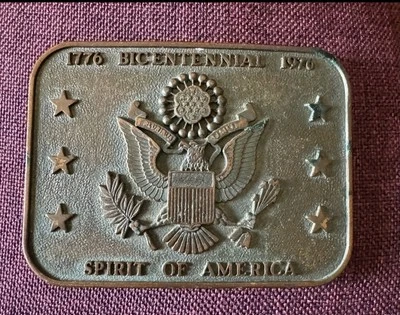 1776 BICENTENNIAL 1976
SPIRIT OF AMERICA